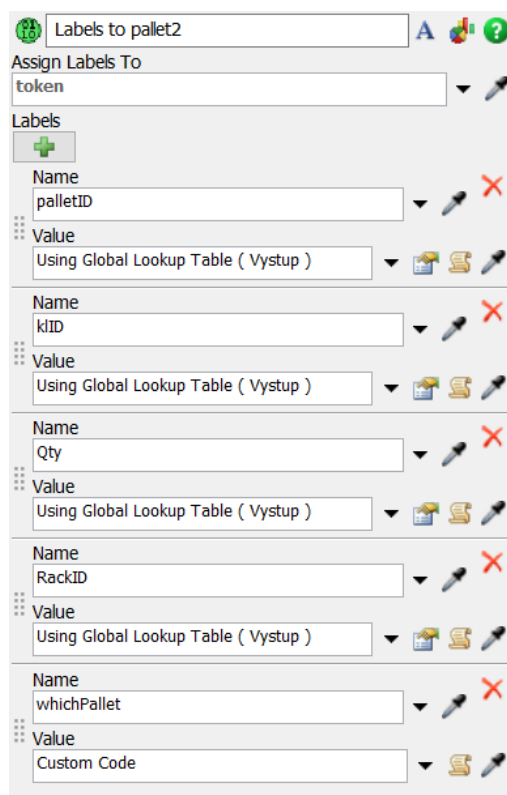 Labels to pallet2
A
?
Assign Labels To
token
Labels
Name
palletID
Value
Using Global Lookup Table ( Vystup )
Name
klID
Value
Using Global Lookup Table ( Vystup )
Name
Qty
Value
Using Global Lookup Table ( Vystup )
Name
RackID
Value
Using Global Lookup Table ( Vystup )
Name
whichPallet
Value
Custom Code